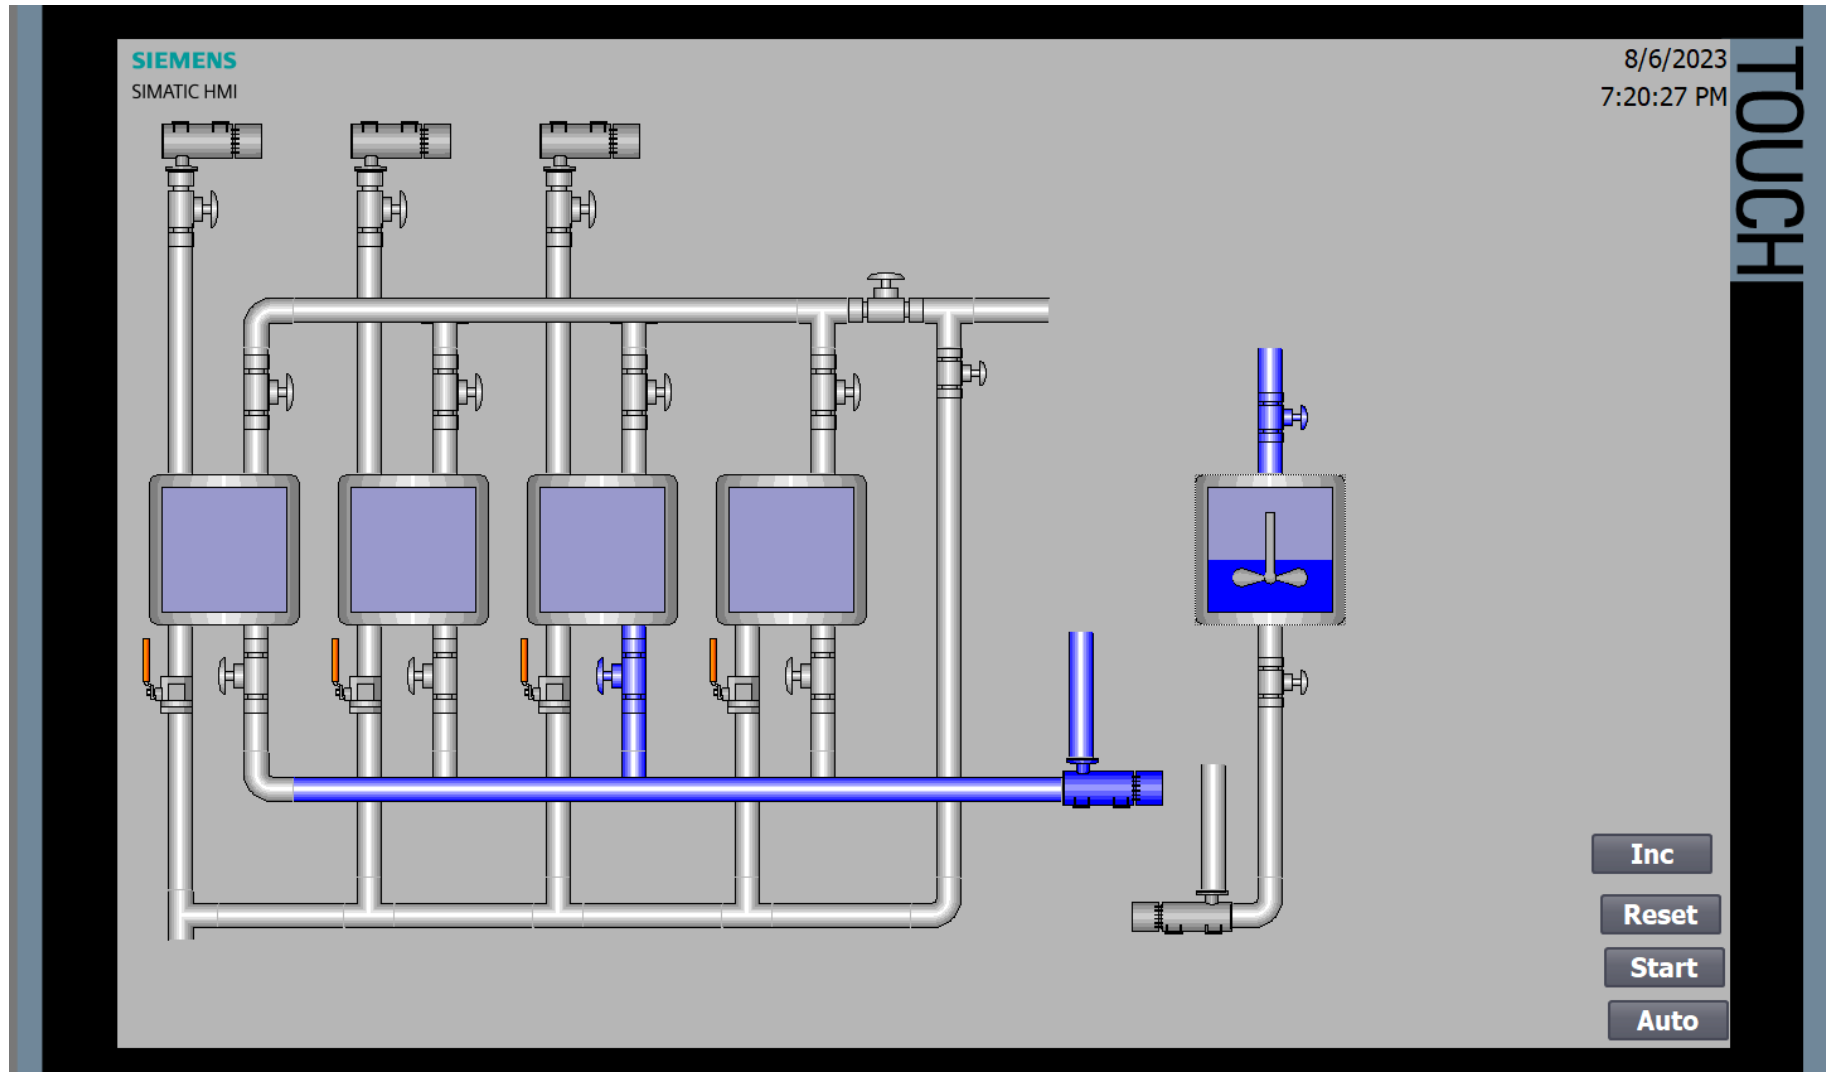 SIEMENS
SIMATIC HMI
8/6/2023
7:20:27 PM
TOUCH
Inc
Reset
Start
Auto